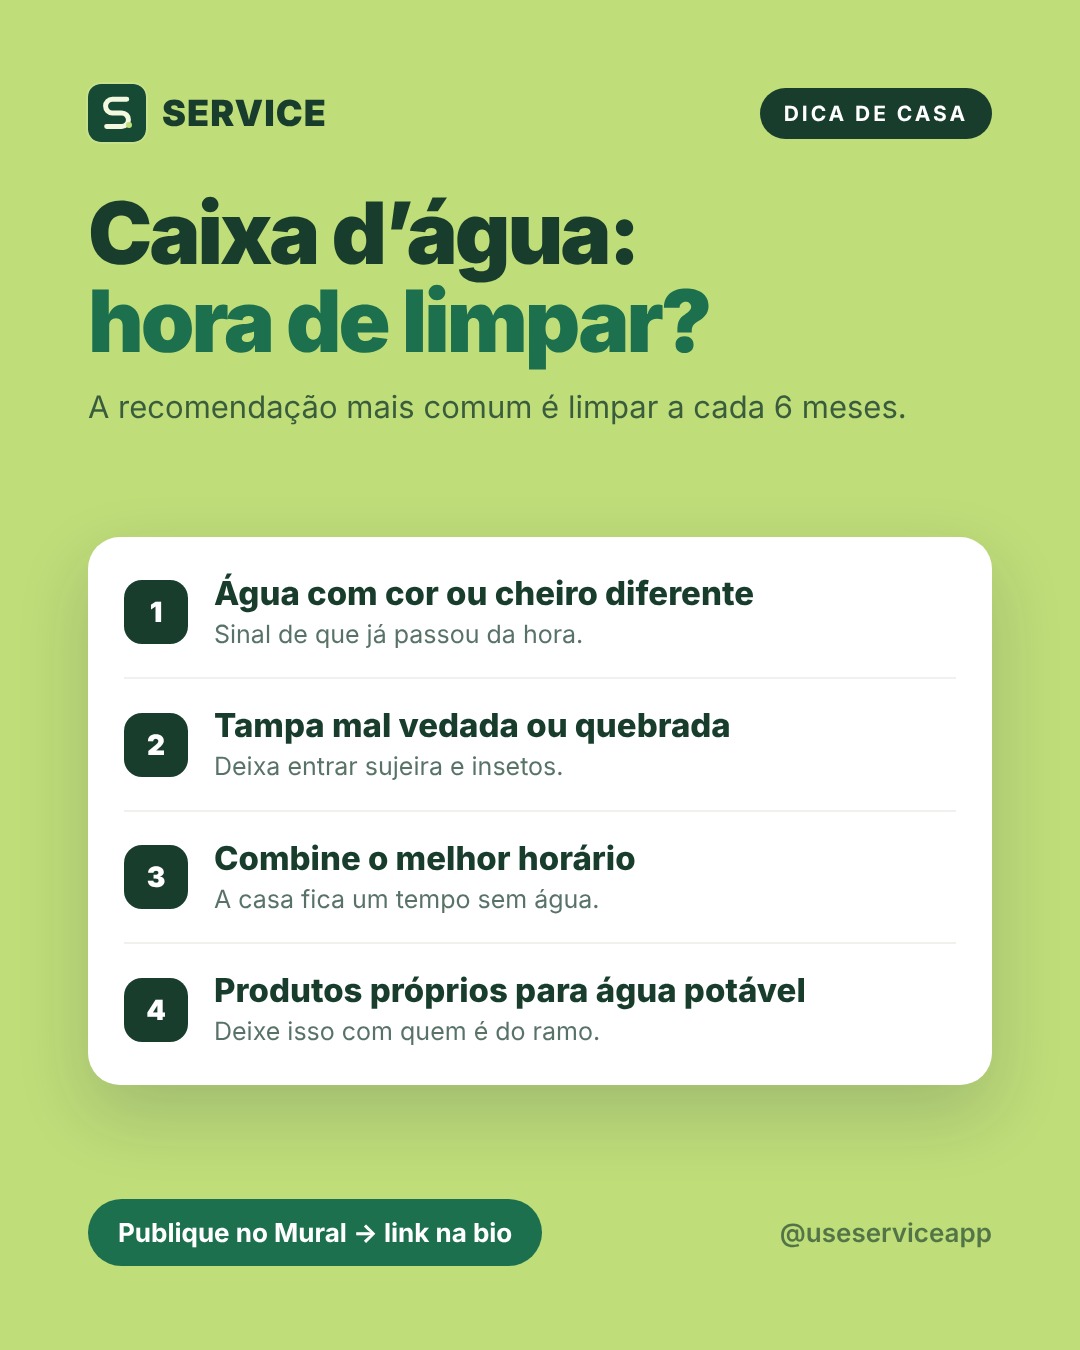 SERVICE
DICA DE CASA
Caixa d’água:
hora de limpar?
A recomendação mais comum é limpar a cada 6 meses.
1
Água com cor ou cheiro diferente
Sinal de que já passou da hora.
2
Tampa mal vedada ou quebrada
Deixa entrar sujeira e insetos.
3
Combine o melhor horário
A casa fica um tempo sem água.
4
Produtos próprios para água potável
Deixe isso com quem é do ramo.
Publique no Mural → link na bio
@useserviceapp